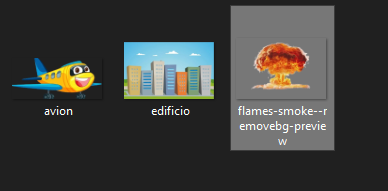 avion
edificio
flames-smoke--r
emovebg-previe
w